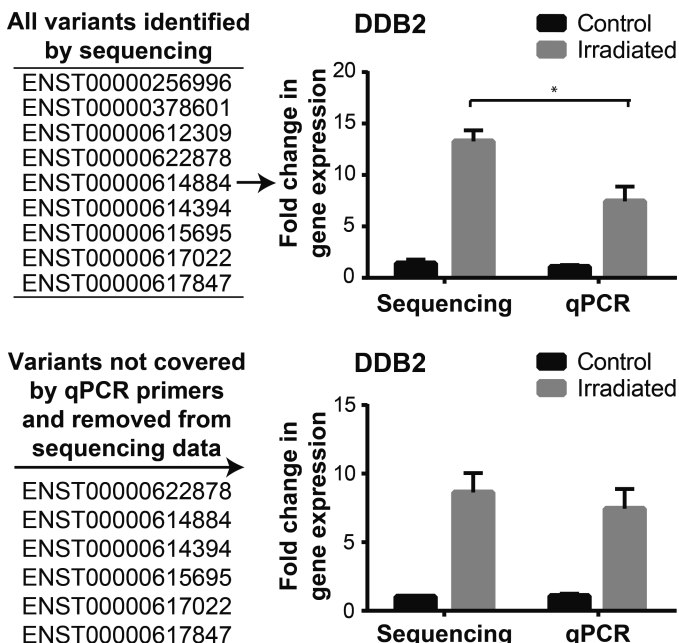 All variants identified
by sequencing
ENST00000256996
ENST00000378601
ENST00000612309
ENST00000622878
ENST00000614884
ENST00000614394
ENST00000615695
ENST00000617022
ENST00000617847
DDB2
Control
Irradiated
Fold change in
gene expression
20
15
10
5
0
*
Sequencing
qPCR
Variants not covered
by qPCR primers
and removed from
sequencing data
ENST00000622878
ENST00000614884
ENST00000614394
ENST00000615695
ENST00000617022
ENST00000617847
DDB2
Control
Irradiated
Fold change in
gene expression
15
10
5
0
Sequencing
qPCR